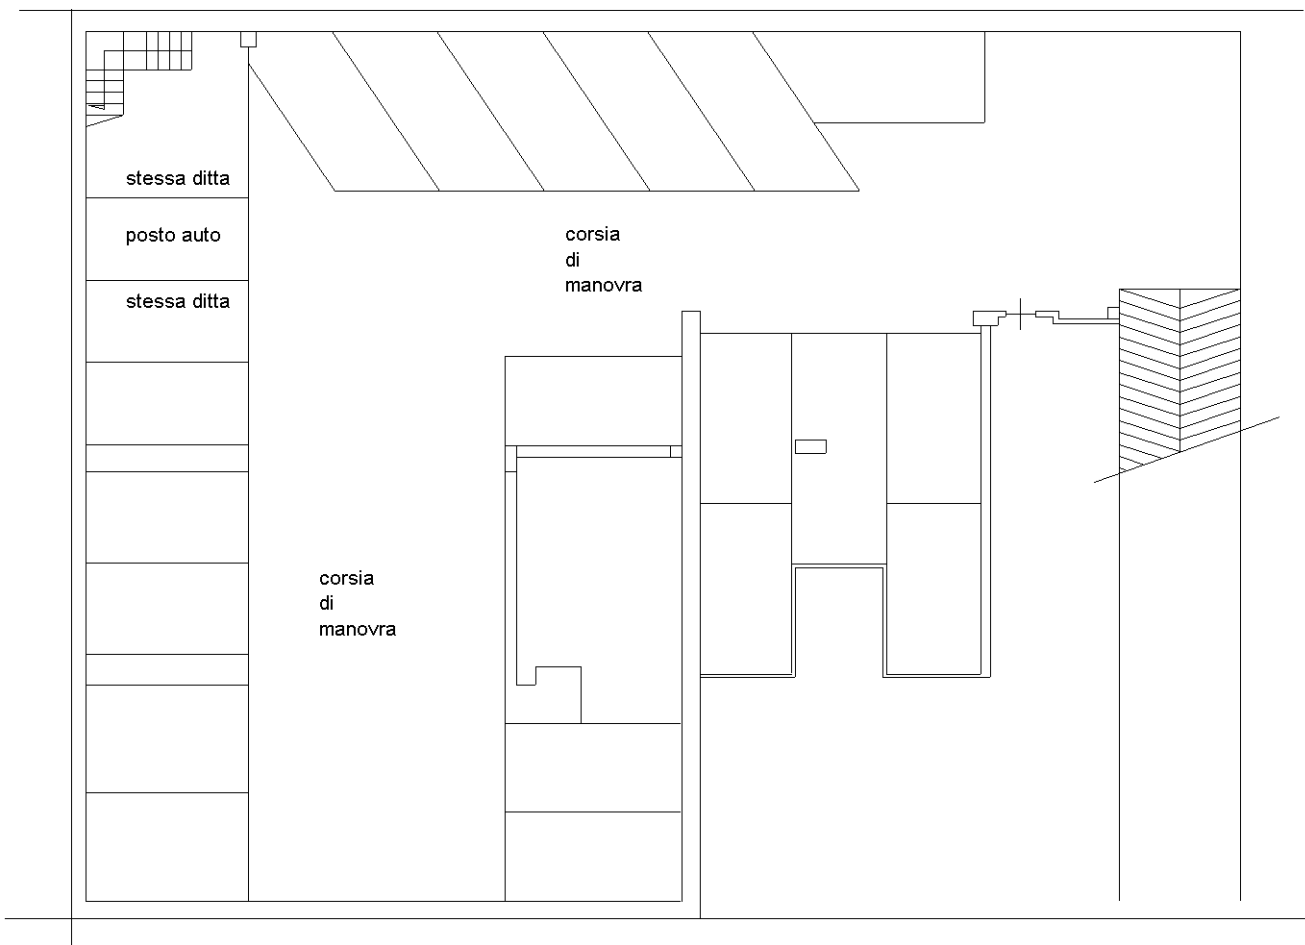 stessa ditta
posto auto
stessa ditta
corsia
di
manovra
corsia
di
manovra